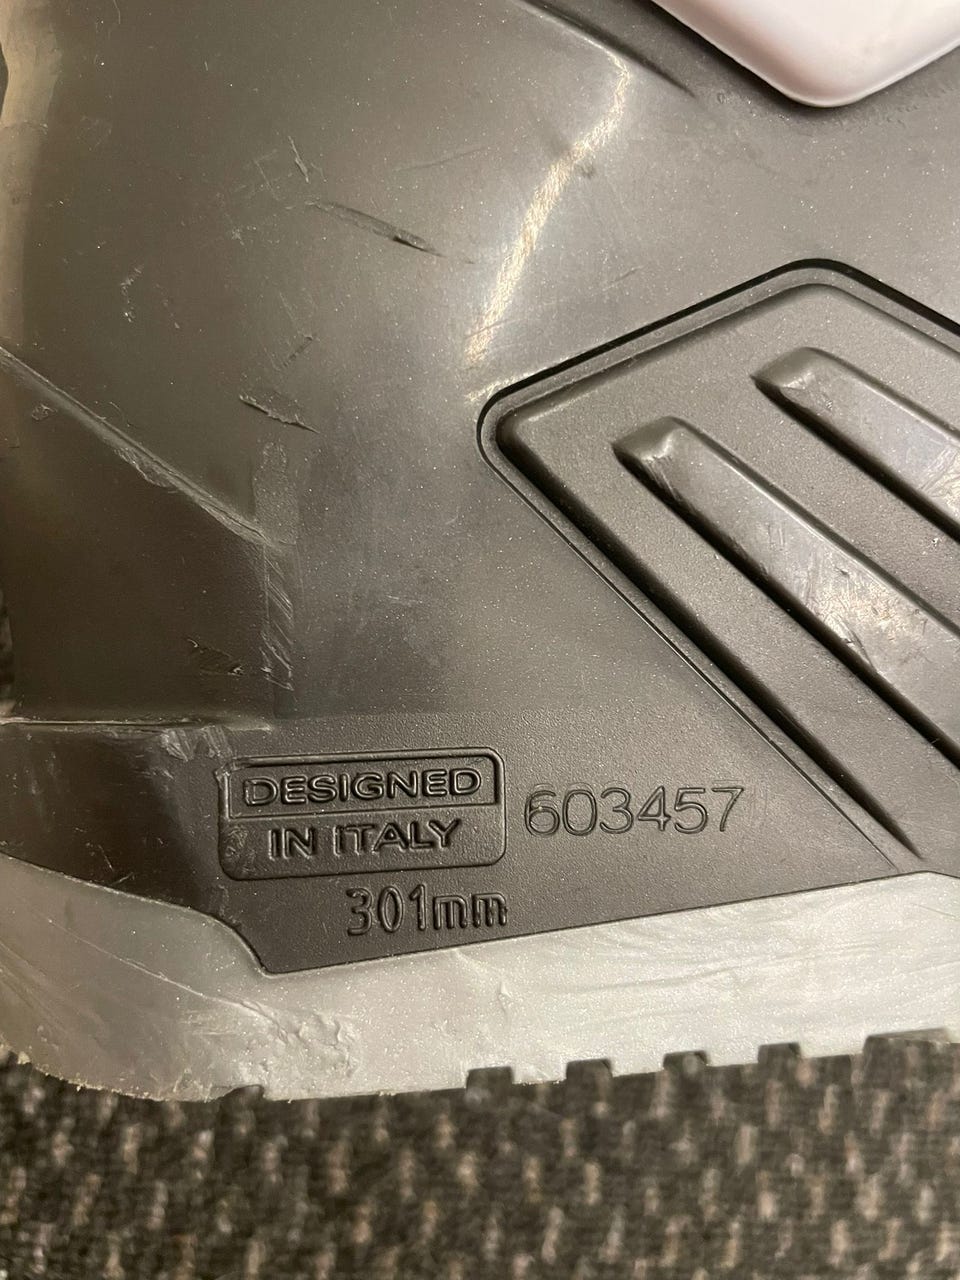 DESIGNED
IN ITALY
603457
301mm